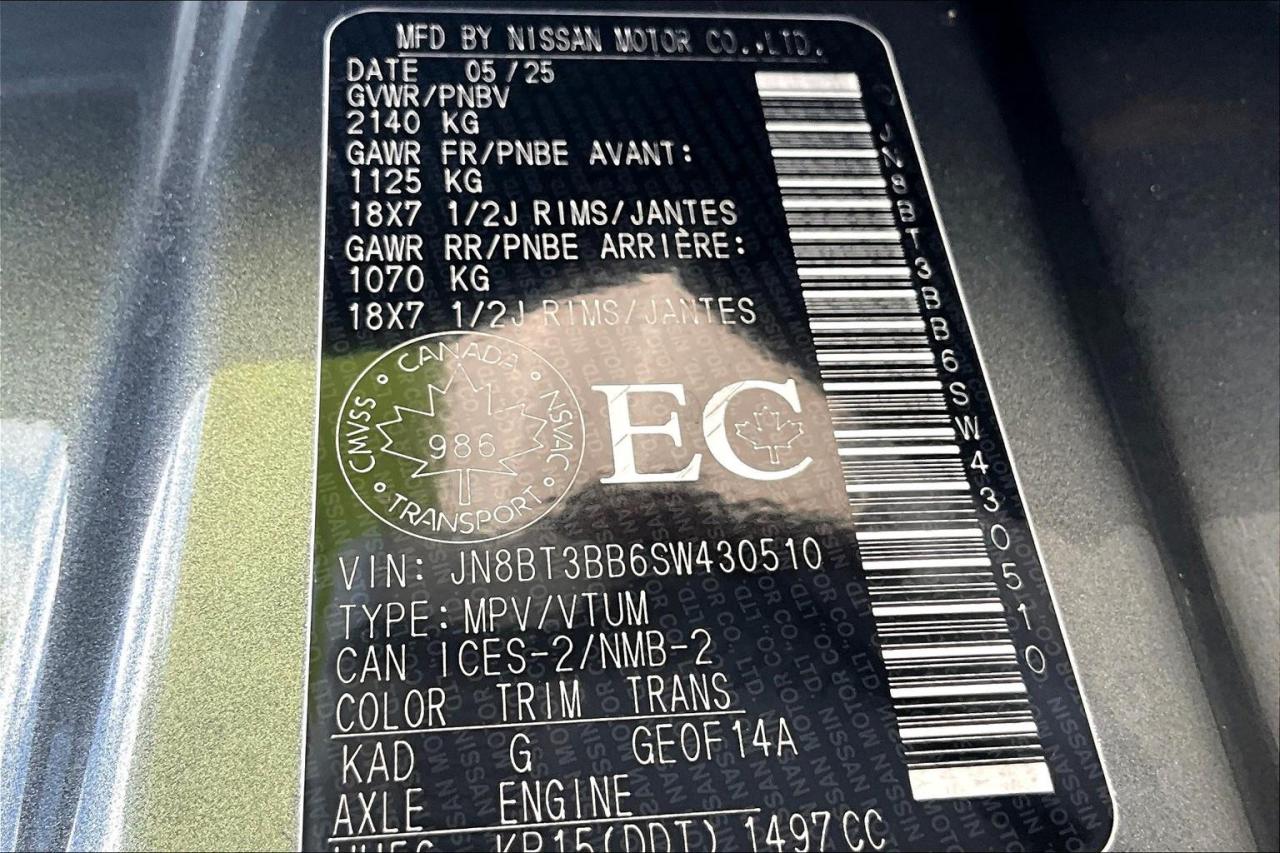 MFD BY NISSAN MOTOR CO.,LTD.
DATE 05/25
GVWR/PNBV
2140 KG
GAWR FR/PNBE AVANT:
1125 KG
18X7 1/2J RIMS/JANTES
GAWR RR/PNBE ARRIÈRE:
1070 KG
18X7 1/2J RIMS/JANTES
CANADA • NSVAC • TRANSPORT • CMVSS •
986
EC
JN8BT3BB6SW430510
VIN: JN8BT3BB6SW430510
TYPE: MPV/VTUM
CAN ICES-2/NMB-2
COLOR TRIM TRANS
KAD G GE0F14A
AXLE ENGINE
KR15(DDT) 1497CC